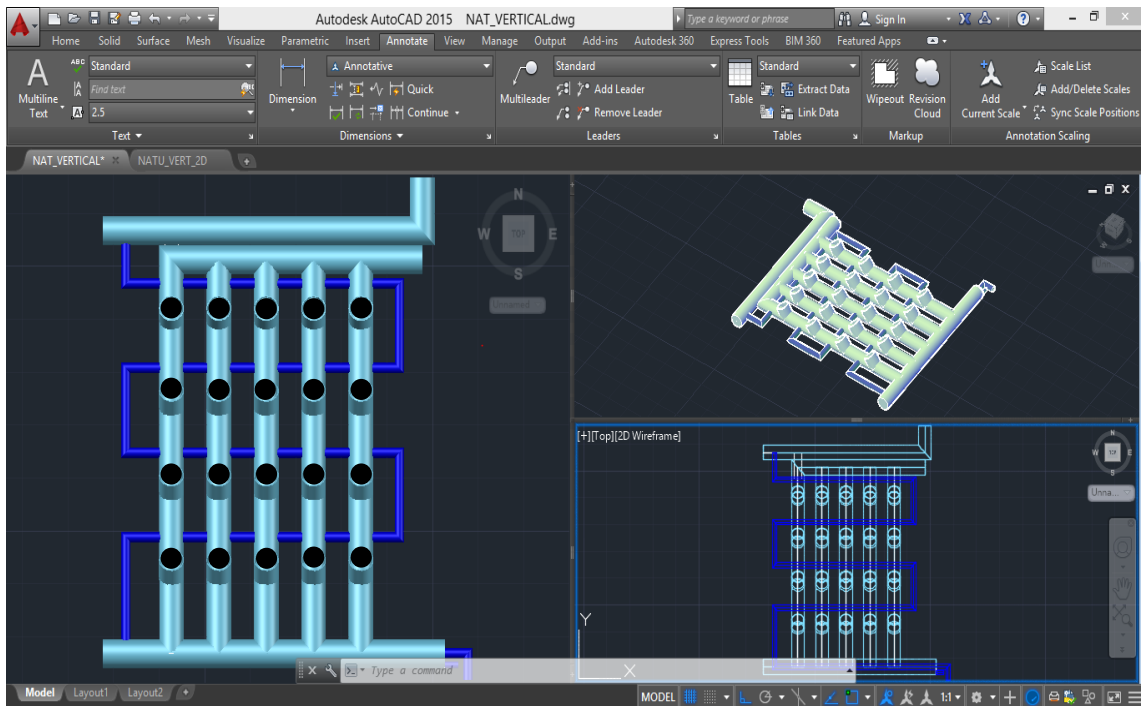 Autodesk AutoCAD 2015 NAT_VERTICAL.dwg
Type a keyword or phrase
Sign In
Home Solid Surface Mesh Visualize Parametric Insert Annotate View Manage Output Add-ins Autodesk 360 Express Tools BIM 360 Featured Apps
A Multiline Text
ABC Standard
Find text
2.5
Text
Dimension
Annotative
Quick
Continue
Dimensions
Multileader
Standard
Add Leader
Remove Leader
Leaders
Table
Standard
Extract Data
Link Data
Tables
Wipeout Revision Cloud
Markup
Add Current Scale
Scale List
Add/Delete Scales
Sync Scale Positions
Annotation Scaling
NAT_VERTICAL* NATU_VERT_2D
N
W TOP E
S
Unnamed
[+][Top][2D Wireframe]
N
W TOP E
S
Unna...
Y
X
Type a command
Model Layout1 Layout2
MODEL 1:1